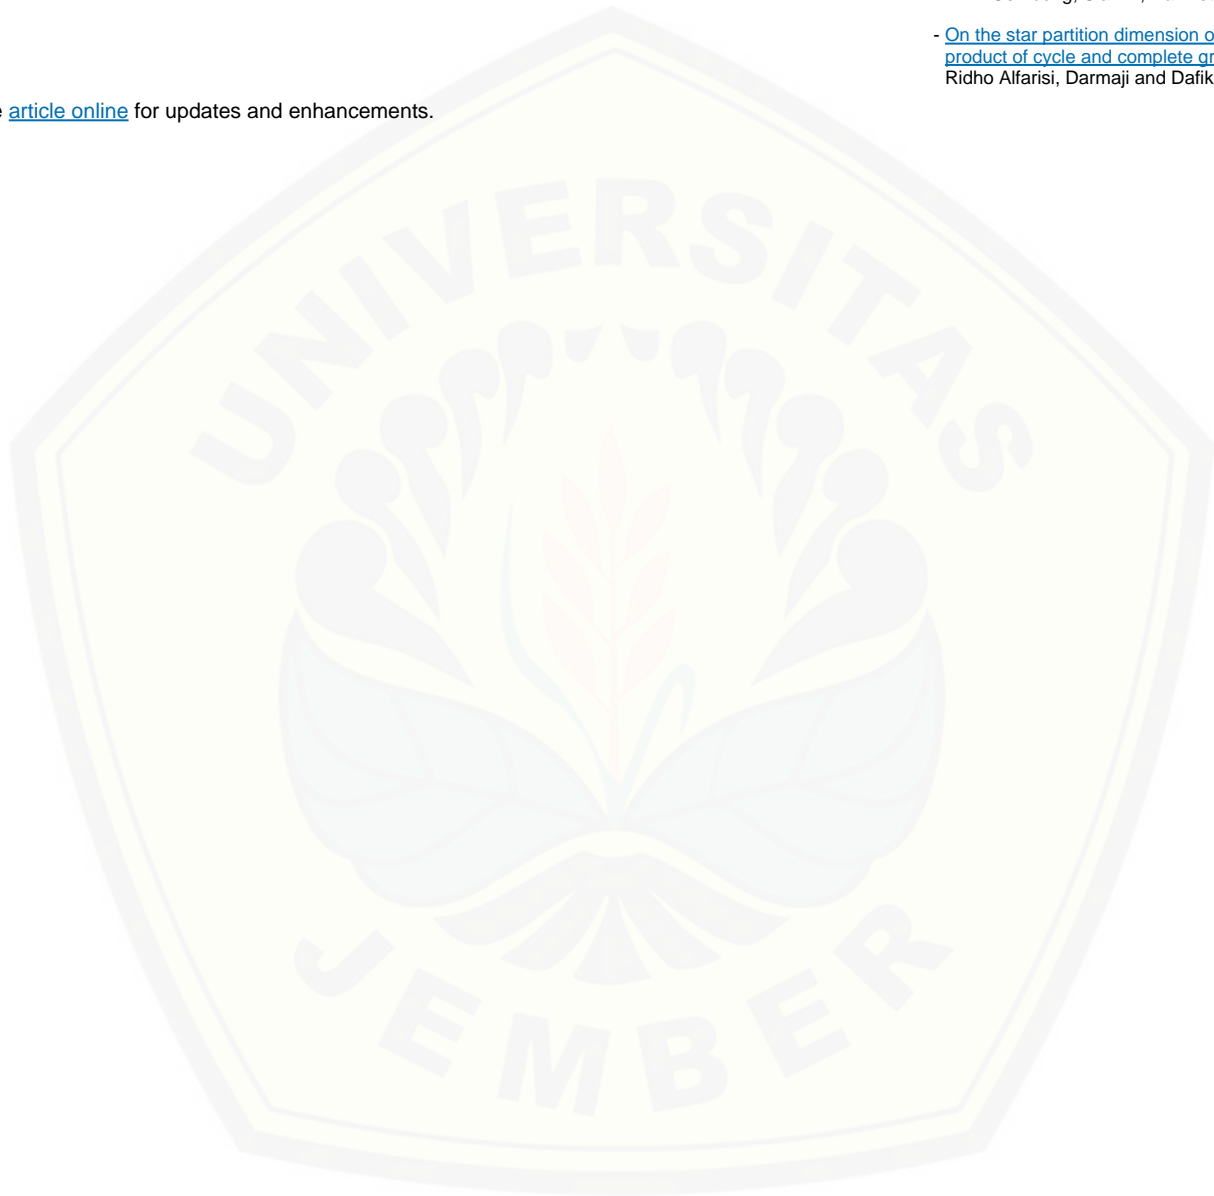 - On the star partition dimension o
product of cycle and complete gr
Ridho Alfarisi, Darmaji and Dafik
article online for updates and enhancements.
UNIVERSITAS
JEMBER